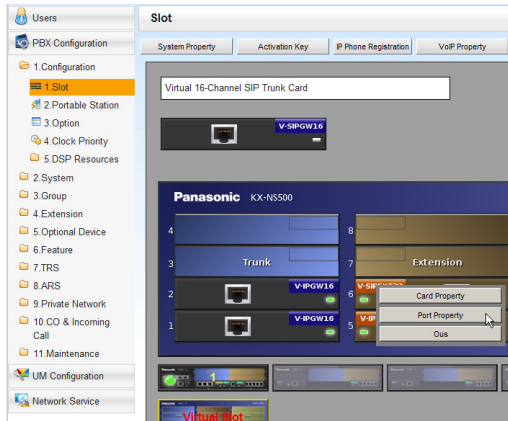 Users
PBX Configuration
1.Configuration
1.Slot
2.Portable Station
3.Option
4.Clock Priority
5.DSP Resources
2.System
3.Group
4.Extension
5.Optional Device
6.Feature
7.TRS
8.ARS
9.Private Network
10.CO & Incoming
Call
11.Maintenance
UM Configuration
Network Service
Slot
System Property
Activation Key
IP Phone Registration
VoIP Property
Virtual 16-Channel SIP Trunk Card
V-SIPGW16
Panasonic KX-NS500
4
8
3
Trunk
7
Extension
2
V-IPGW16
6
Card Property
Port Property
1
V-IPGW16
5
V-IP
Ous
1
Virtual Slot